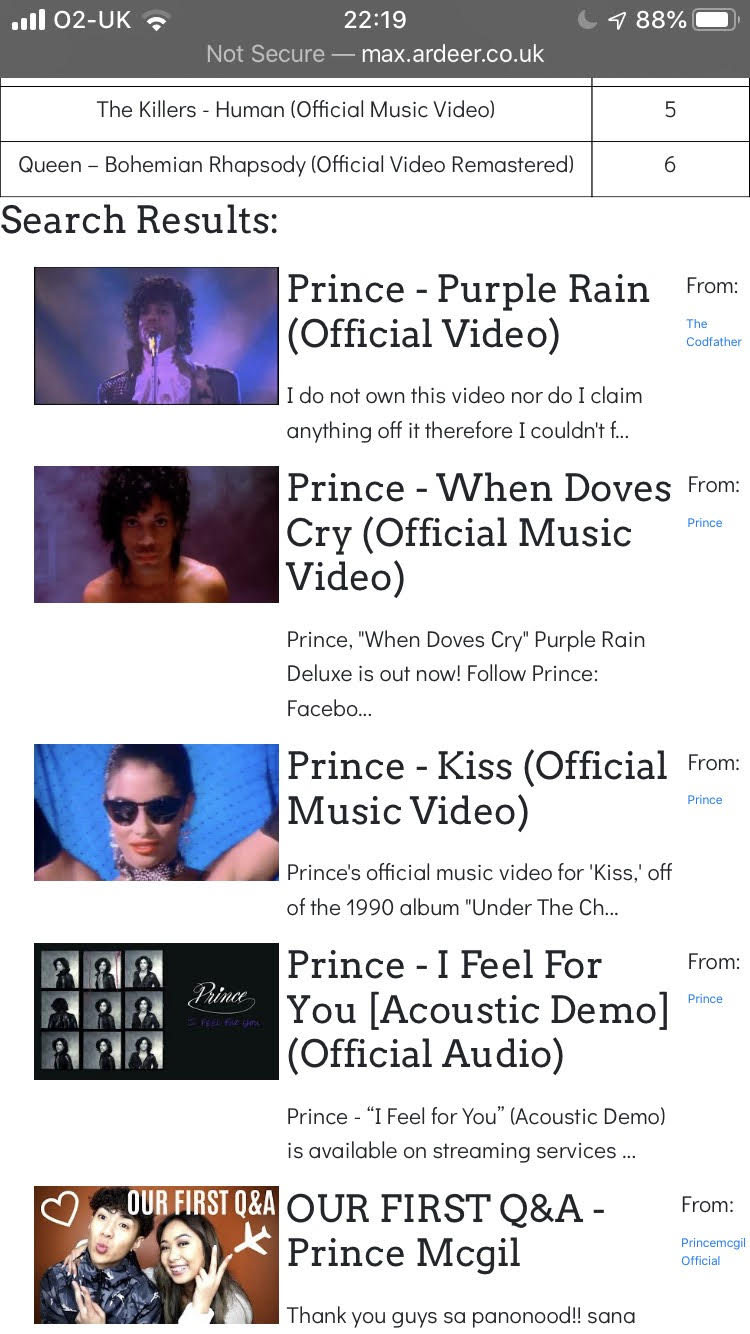 O2-UK 22:19 88%
Not Secure — max.ardeer.co.uk
The Killers - Human (Official Music Video) 5
Queen – Bohemian Rhapsody (Official Video Remastered) 6
Search Results:
Prince - Purple Rain
(Official Video)
From:
The
Codfather
I do not own this video nor do I claim
anything off it therefore I couldn't f...
Prince - When Doves
Cry (Official Music
Video)
From:
Prince
Prince, "When Doves Cry" Purple Rain
Deluxe is out now! Follow Prince:
Facebo...
Prince - Kiss (Official
Music Video)
From:
Prince
Prince's official music video for 'Kiss,' off
of the 1990 album "Under The Ch...
Prince
I FEEL FOR YOU
Prince - I Feel For
You [Acoustic Demo]
(Official Audio)
From:
Prince
Prince - “I Feel for You” (Acoustic Demo)
is available on streaming services ...
OUR FIRST Q&A
OUR FIRST Q&A -
Prince Mcgil
From:
Princemcgil
Official
Thank you guys sa panonood!! sana